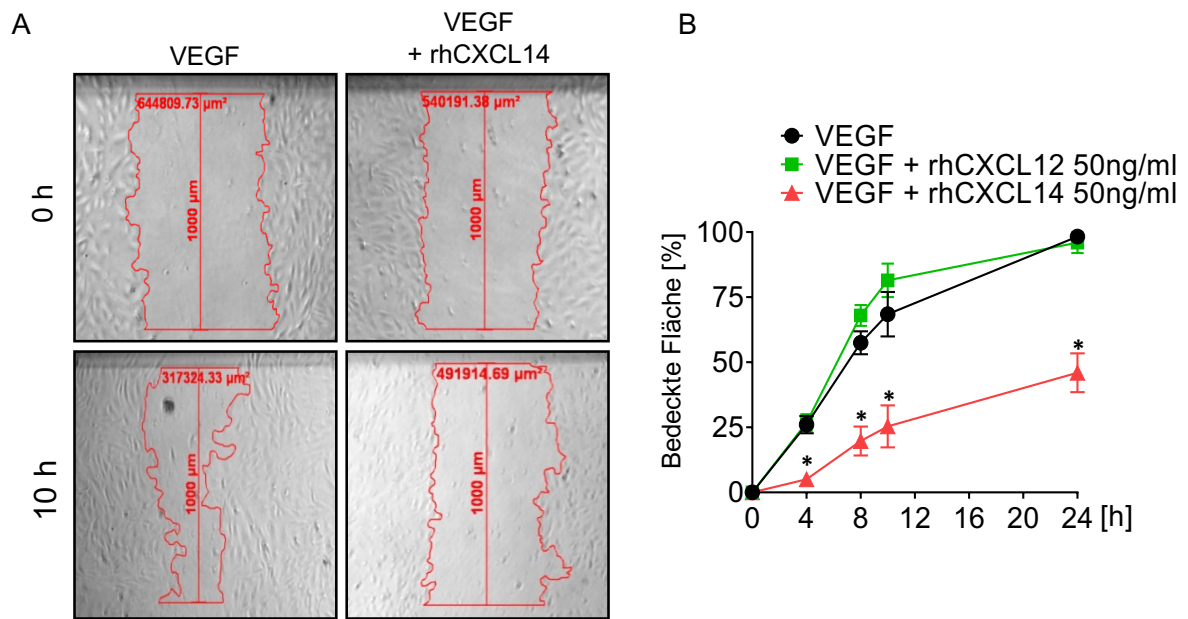 A
VEGF
VEGF
+ rhCXCL14
0 h
10 h
644809.73 µm²
1000 µm
540191.38 µm²
1000 µm
317324.33 µm²
1000 µm
491914.69 µm²
1000 µm
B
VEGF
VEGF + rhCXCL12 50ng/ml
VEGF + rhCXCL14 50ng/ml
Bedeckte Fläche [%]
100
75
50
25
0
* * * *
0 4 8 12 16 20 24 [h]